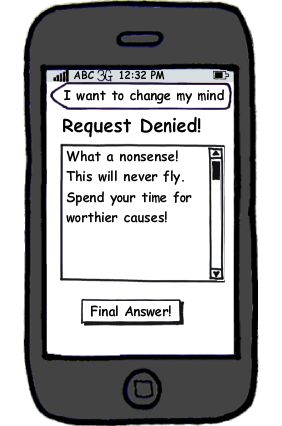 ABC 3G 12:32 PM
I want to change my mind
Request Denied!
What a nonsense!
This will never fly.
Spend your time for
worthier causes!
Final Answer!